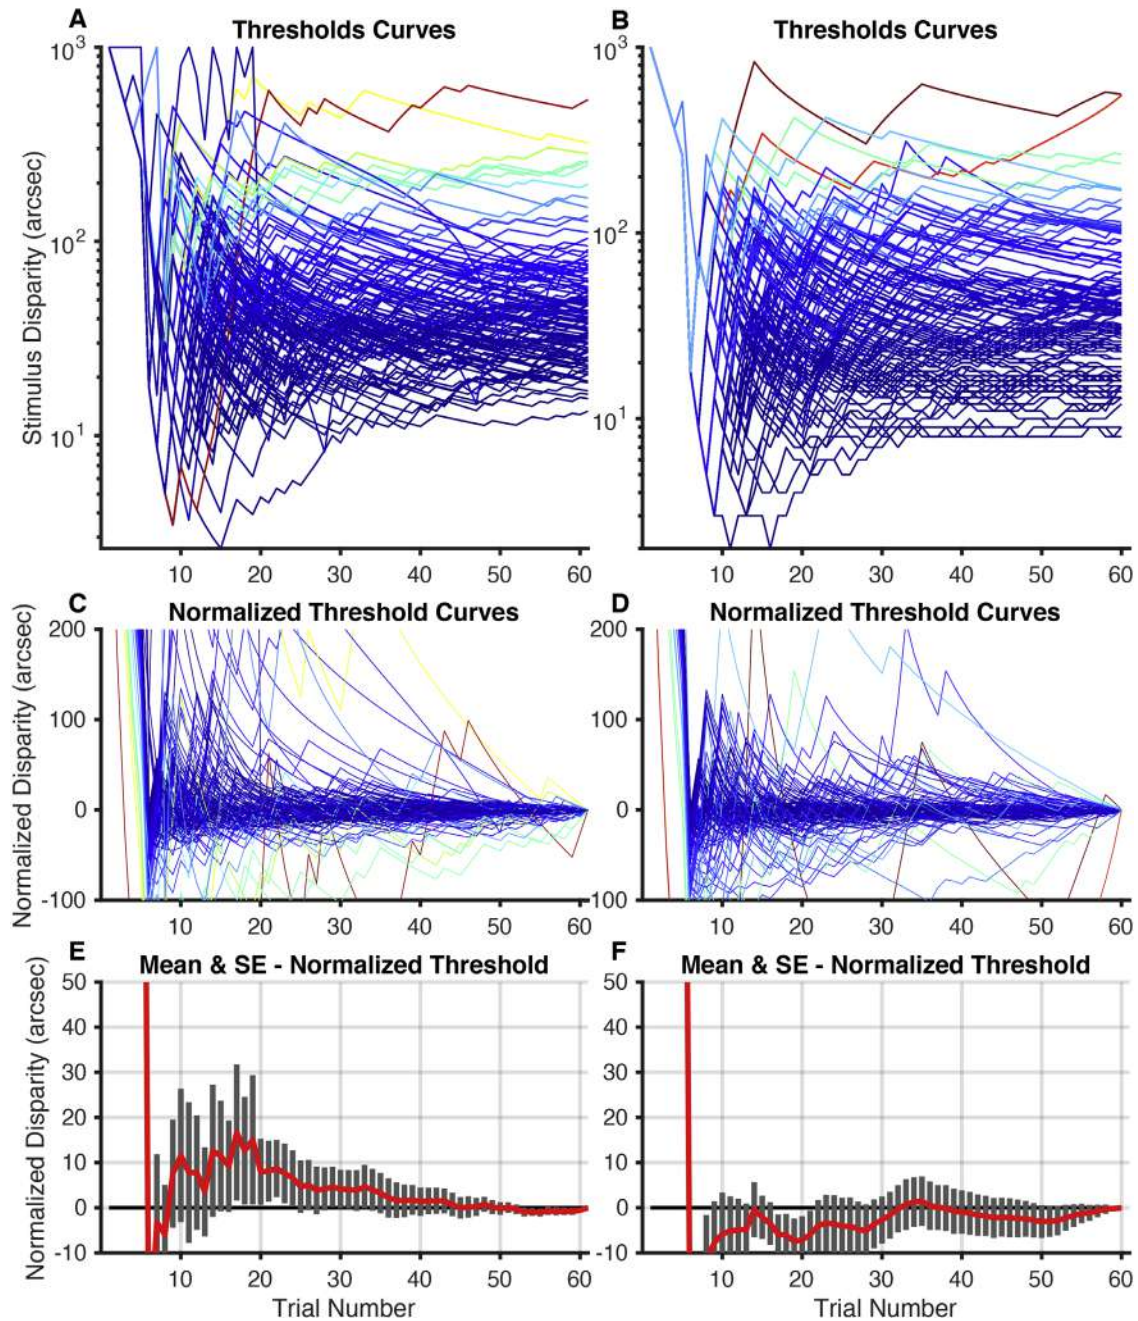 A
Thresholds Curves
B
Thresholds Curves
Stimulus Disparity (arcsec)
10³
10²
10¹
10³
10²
10¹
10 20 30 40 50 60
10 20 30 40 50 60
C
Normalized Threshold Curves
D
Normalized Threshold Curves
Normalized Disparity (arcsec)
200
100
0
-100
200
100
0
-100
10 20 30 40 50 60
10 20 30 40 50 60
E
Mean & SE - Normalized Threshold
F
Mean & SE - Normalized Threshold
Normalized Disparity (arcsec)
50
40
30
20
10
0
-10
50
40
30
20
10
0
-10
10 20 30 40 50 60
10 20 30 40 50 60
Trial Number
Trial Number